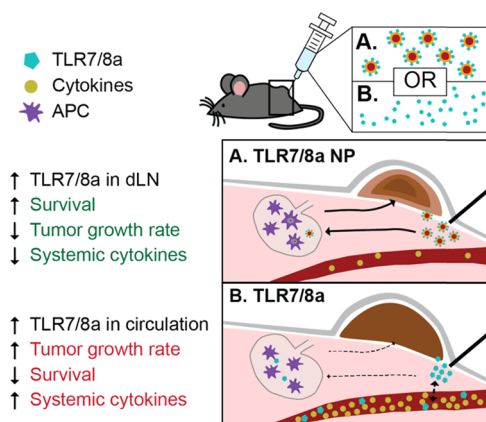 TLR7/8a
Cytokines
APC
A.
OR
B.
A. TLR7/8a NP
↑ TLR7/8a in dLN
↑ Survival
↓ Tumor growth rate
↓ Systemic cytokines
B. TLR7/8a
↑ TLR7/8a in circulation
↑ Tumor growth rate
↓ Survival
↑ Systemic cytokines